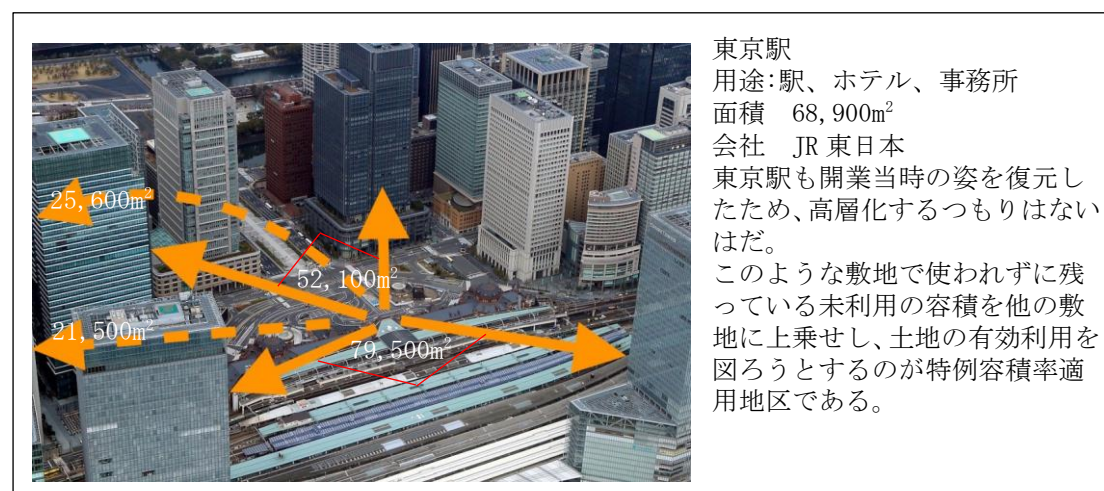 東京駅
用途:駅、ホテル、事務所
面積　68,900m²
会社　JR 東日本
東京駅も開業当時の姿を復元し
たため、高層化するつもりはない
はだ。
このような敷地で使われずに残
っている未利用の容積を他の敷
地に上乗せし、土地の有効利用を
図ろうとするのが特例容積率適
用地区である。
25,600m²
52,100m²
21,500m²
79,500m²